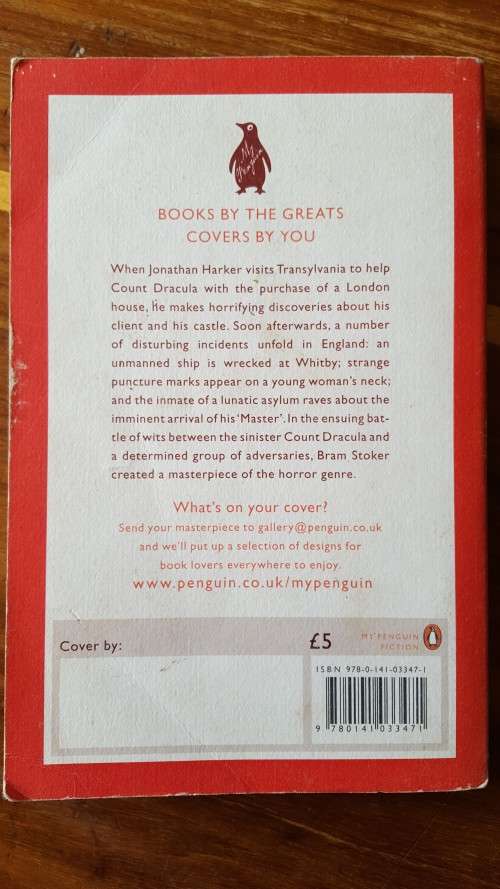 My
Penguin
BOOKS BY THE GREATS
COVERS BY YOU
When Jonathan Harker visits Transylvania to help
Count Dracula with the purchase of a London
house, he makes horrifying discoveries about his
client and his castle. Soon afterwards, a number
of disturbing incidents unfold in England: an
unmanned ship is wrecked at Whitby; strange
puncture marks appear on a young woman's neck;
and the inmate of a lunatic asylum raves about the
imminent arrival of his 'Master'. In the ensuing bat-
tle of wits between the sinister Count Dracula and
a determined group of adversaries, Bram Stoker
created a masterpiece of the horror genre.
What's on your cover?
Send your masterpiece to gallery@penguin.co.uk
and we'll put up a selection of designs for
book lovers everywhere to enjoy.
www.penguin.co.uk/mypenguin
Cover by:
£5
MY PENGUIN
FICTION
ISBN 978-0-141-03347-1
9 780141 033471